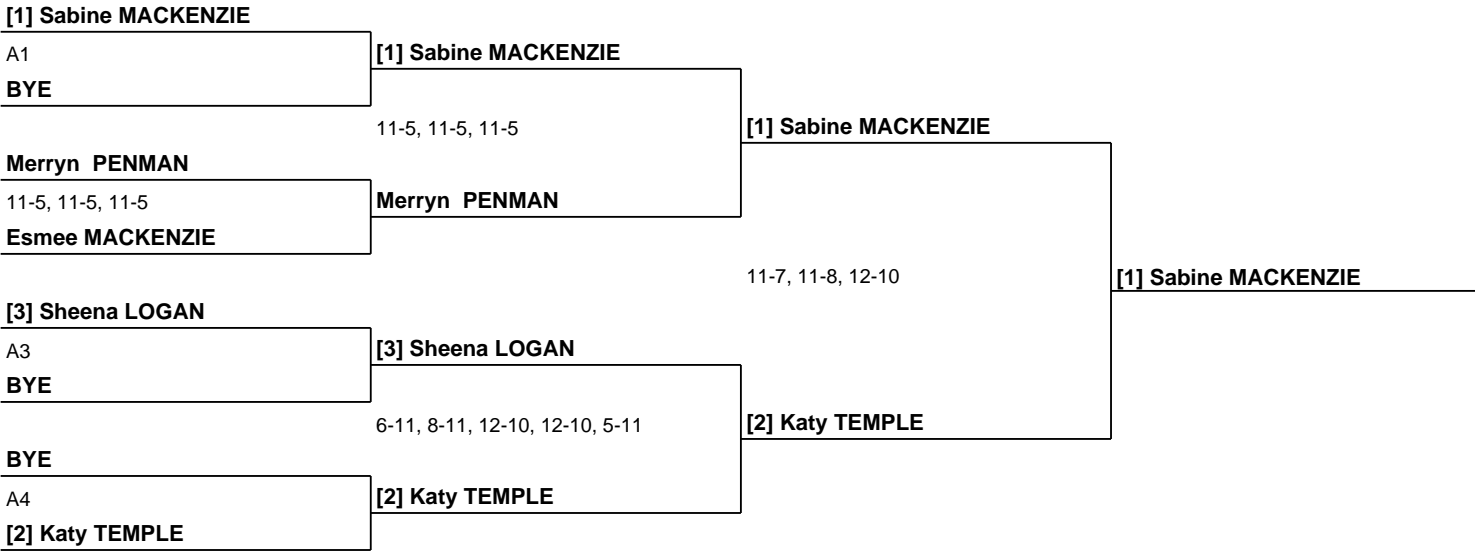 [1] Sabine MACKENZIE
A1
BYE
[1] Sabine MACKENZIE
11-5, 11-5, 11-5
Merryn  PENMAN
11-5, 11-5, 11-5
Esmee MACKENZIE
Merryn  PENMAN
[1] Sabine MACKENZIE
11-7, 11-8, 12-10
[1] Sabine MACKENZIE
[3] Sheena LOGAN
A3
BYE
[3] Sheena LOGAN
6-11, 8-11, 12-10, 12-10, 5-11
[2] Katy TEMPLE
BYE
A4
[2] Katy TEMPLE
[2] Katy TEMPLE